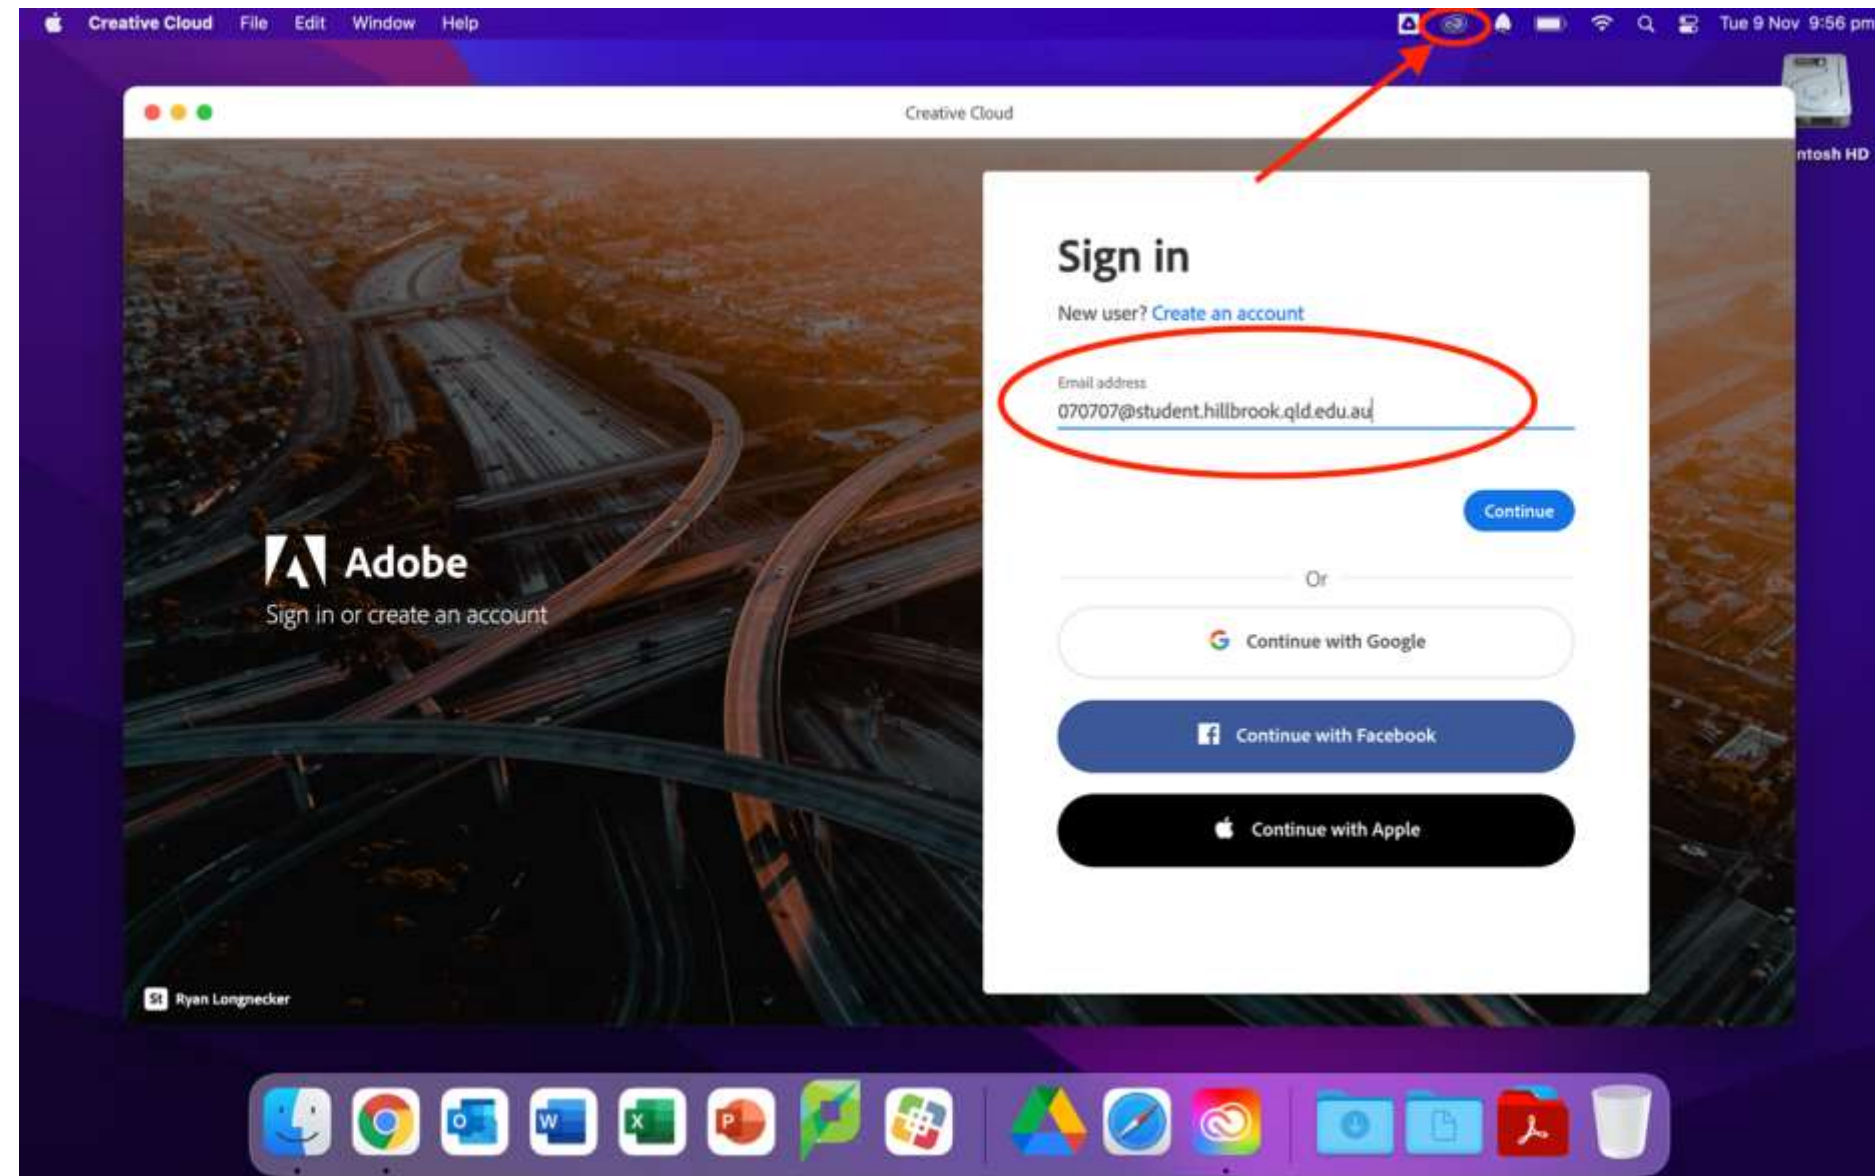 Creative Cloud File Edit Window Help Tue 9 Nov 9:56 pm
Creative Cloud
ntosh HD
Sign in
New user? Create an account
Email address
070707@student.hillbrook.qld.edu.au
Continue
Or
Continue with Google
Continue with Facebook
Continue with Apple
Adobe
Sign in or create an account
St Ryan Longnecker